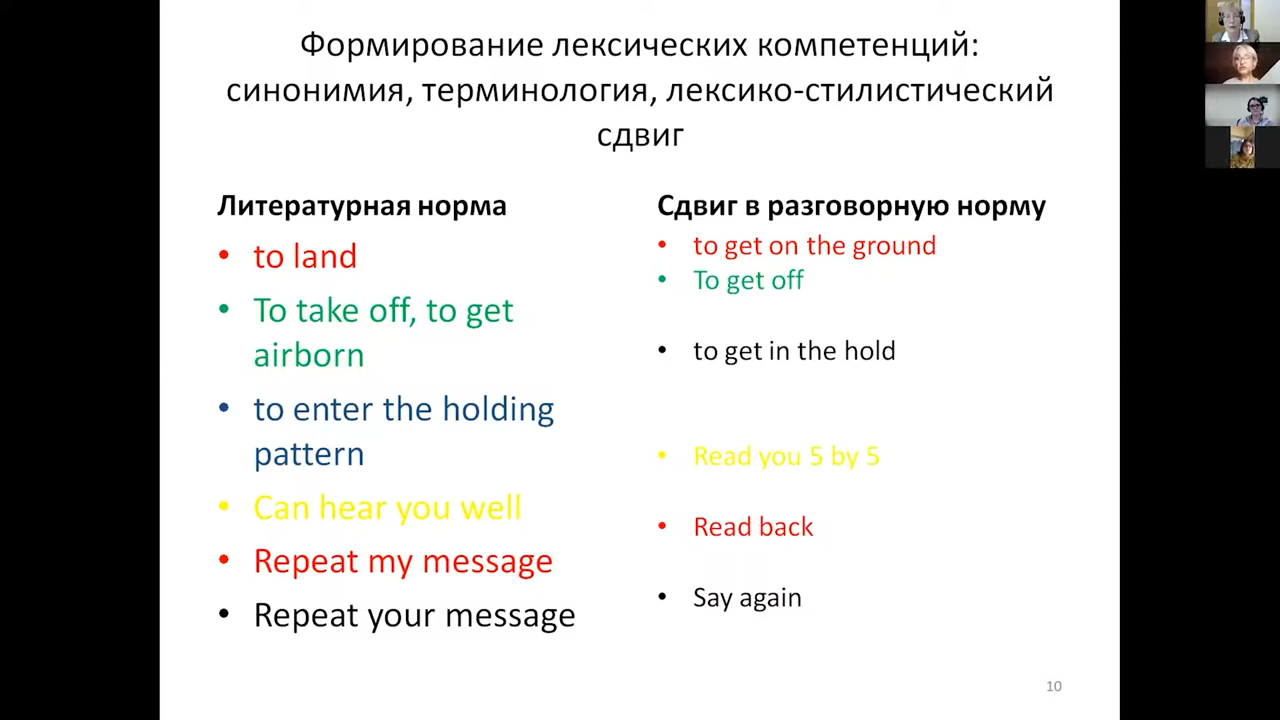 Формирование лексических компетенций:
синонимия, терминология, лексико-стилистический
сдвиг
Литературная норма
• to land
• To take off, to get
airborn
• to enter the holding
pattern
• Can hear you well
• Repeat my message
• Repeat your message
Сдвиг в разговорную норму
• to get on the ground
• To get off
• to get in the hold
• Read you 5 by 5
• Read back
• Say again
10